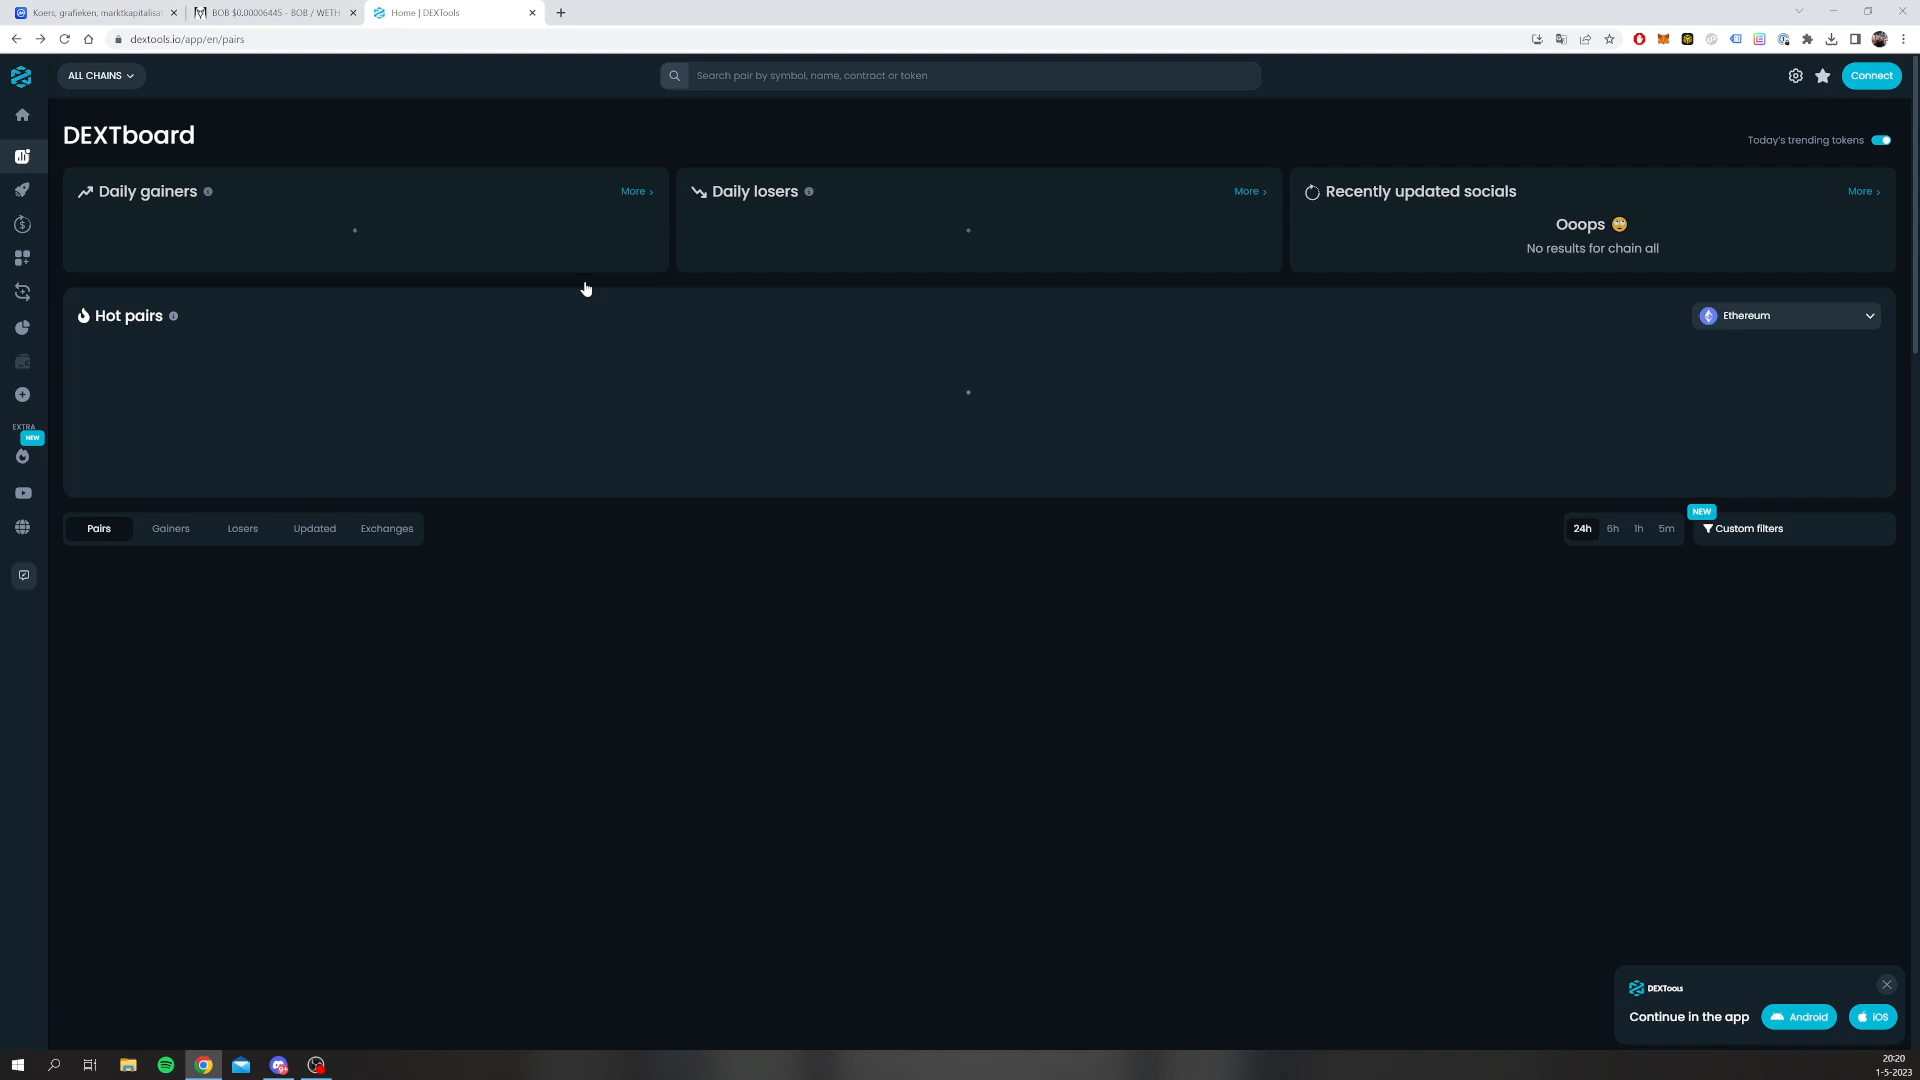 Koers, grafieken, marktkapitalisat
BOB $0.00006445 - BOB / WETH
Home | DEXTools
dextools.io/app/en/pairs
ALL CHAINS
Search pair by symbol, name, contract or token
Connect
DEXTboard
Today's trending tokens
Daily gainers
More >
Daily losers
More >
Recently updated socials
More >
Ooops 🙄
No results for chain all
Hot pairs
Ethereum
EXTRA
NEW
Pairs
Gainers
Losers
Updated
Exchanges
24h
6h
1h
5m
NEW
Custom filters
DEXTools
Continue in the app
Android
iOS
9+
20:20
1-5-2023